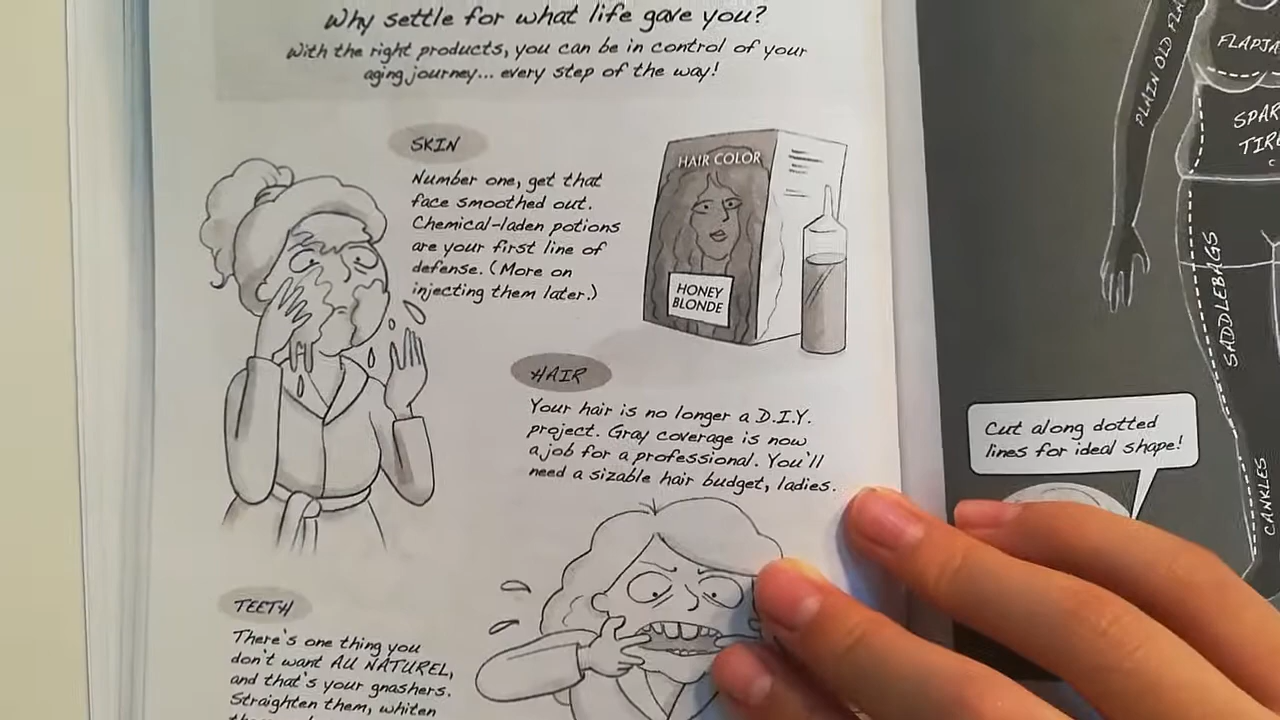 Why settle for what life gave you?
With the right products, you can be in control of your
aging journey... every step of the way!
SKIN
Number one, get that
face smoothed out.
Chemical-laden potions
are your first line of
defense. (More on
injecting them later.)
HAIR COLOR
HONEY
BLONDE
HAIR
Your hair is no longer a D.I.Y.
project. Gray coverage is now
a job for a professional. You'll
need a sizable hair budget, ladies.
TEETH
There's one thing you
don't want AU NATUREL,
and that's your gnashers.
Straighten them, whiten
PLAIN OLD
SADDLEBAGS
Cut along dotted
lines for ideal shape!
CANKLES